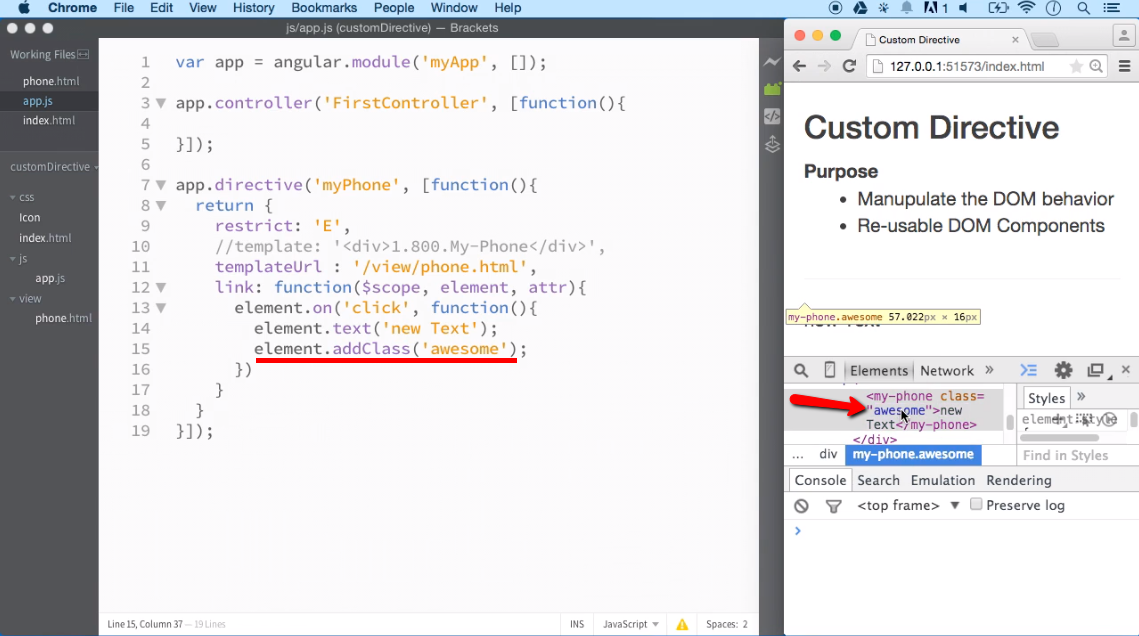 Chrome File Edit View History Bookmarks People Window Help 1
js/app.js (customDirective) — Brackets
Working Files
phone.html
app.js
index.html
customDirective
css
Icon
index.html
js
app.js
view
phone.html
1 var app = angular.module('myApp', []);
2
3 app.controller('FirstController', [function(){
4
5 }]);
6
7 app.directive('myPhone', [function(){
8 return {
9 restrict: 'E',
10 //template: '<div>1.800.My-Phone</div>',
11 templateUrl : '/view/phone.html',
12 link: function($scope, element, attr){
13 element.on('click', function(){
14 element.text('new Text');
15 element.addClass('awesome');
16 })
17 }
18 }
19 }]);
Line 15, Column 37 — 19 Lines
INS JavaScript Spaces: 2
Custom Directive
127.0.0.1:51573/index.html
Custom Directive
Purpose
• Manupulate the DOM behavior
• Re-usable DOM Components
my-phone.awesome 57.022px × 16px
new Text
Elements Network »
<my-phone class=
"awesome">new
Text</my-phone>
</div>
Styles »
element.style
Find in Styles
... div my-phone.awesome
Console Search Emulation Rendering
<top frame> ▼ Preserve log
>